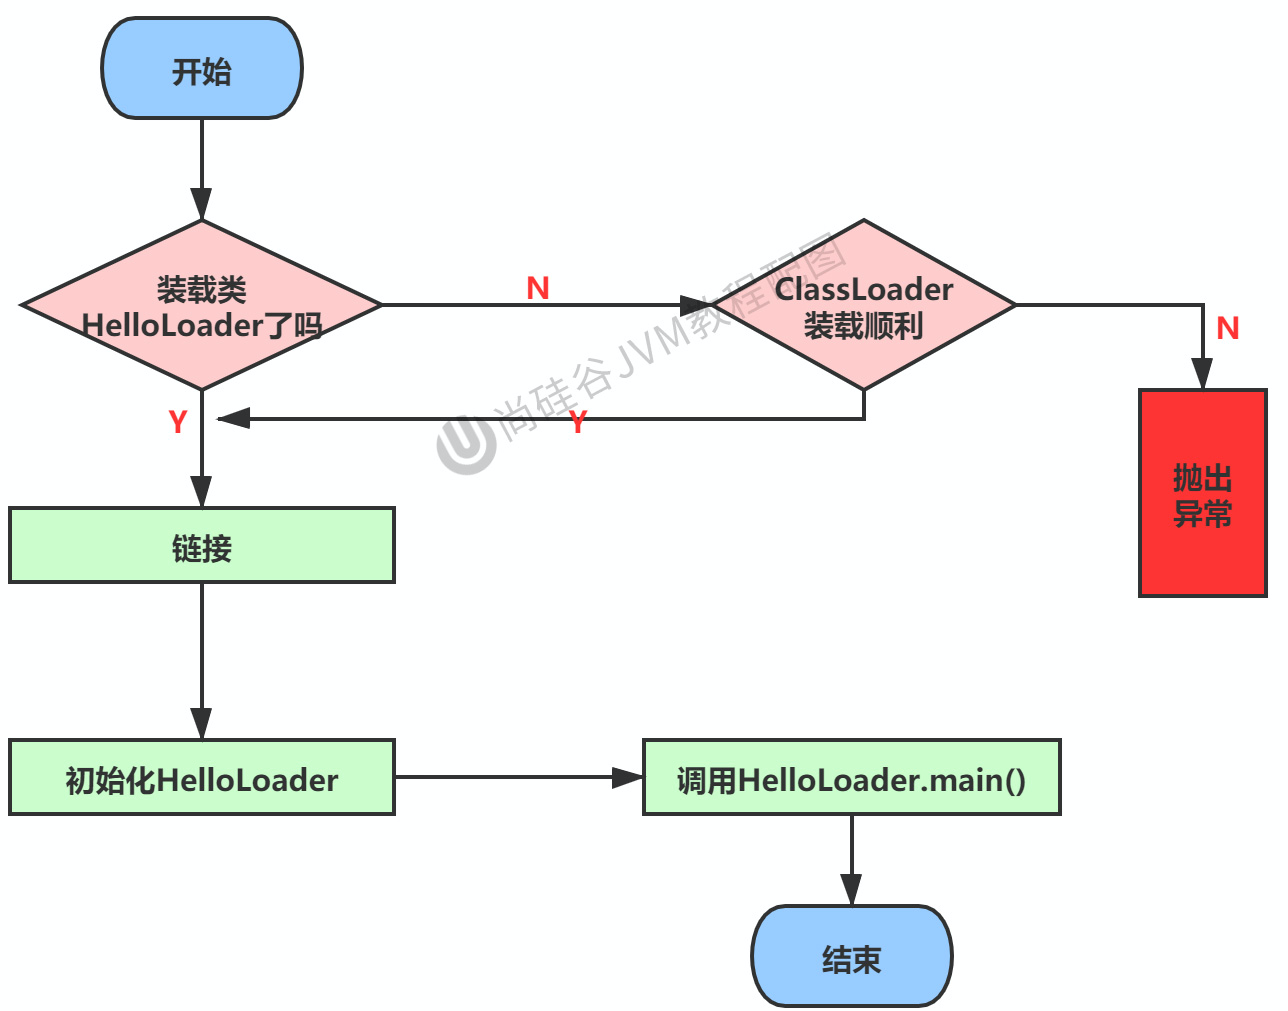 开始
装载类
HelloLoader了吗
N
ClassLoader
装载顺利
N
Y
Y
尚硅谷JVM教程配图
抛出
异常
链接
初始化HelloLoader
调用HelloLoader.main()
结束